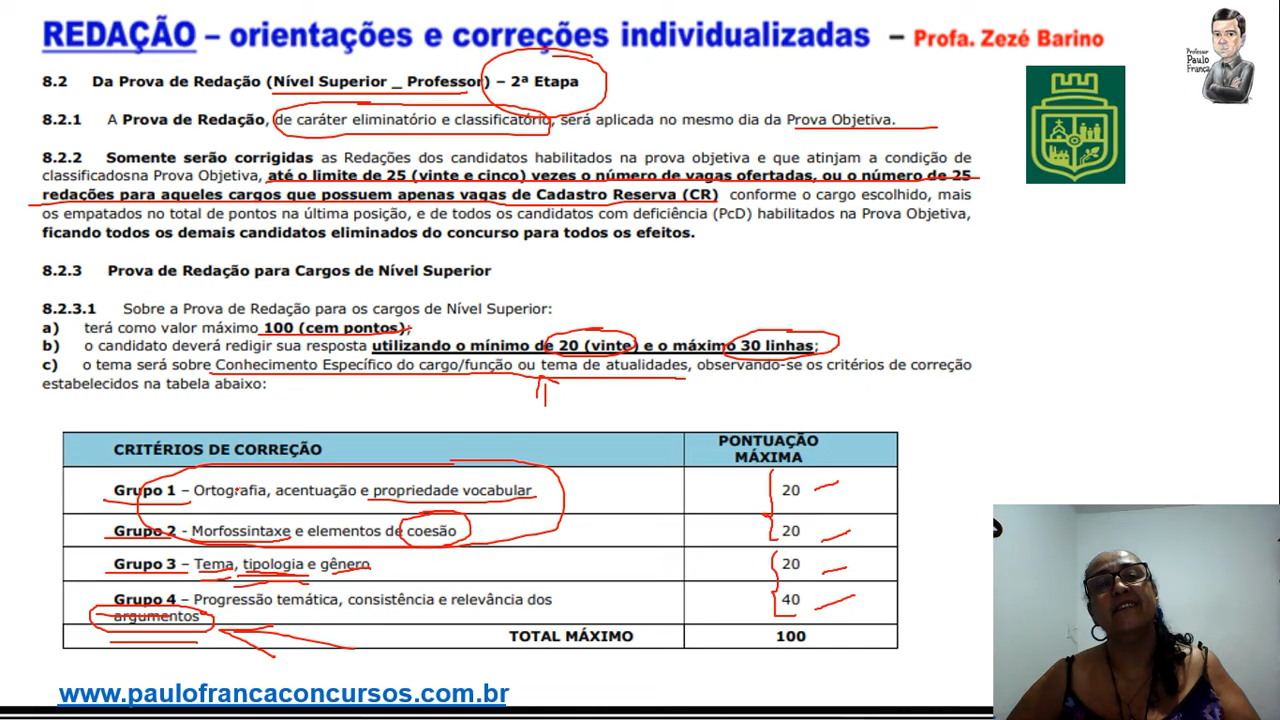 REDAÇÃO – orientações e correções individualizadas – Profa. Zezé Barino
Professor
Paulo
França
8.2 Da Prova de Redação (Nível Superior _ Professor) – 2ª Etapa
8.2.1 A Prova de Redação, de caráter eliminatório e classificatório, será aplicada no mesmo dia da Prova Objetiva.
8.2.2 Somente serão corrigidas as Redações dos candidatos habilitados na prova objetiva e que atinjam a condição de
classificadosna Prova Objetiva, até o limite de 25 (vinte e cinco) vezes o número de vagas ofertadas, ou o número de 25
redações para aqueles cargos que possuem apenas vagas de Cadastro Reserva (CR) conforme o cargo escolhido, mais
os empatados no total de pontos na última posição, e de todos os candidatos com deficiência (PcD) habilitados na Prova Objetiva,
ficando todos os demais candidatos eliminados do concurso para todos os efeitos.
8.2.3 Prova de Redação para Cargos de Nível Superior
8.2.3.1 Sobre a Prova de Redação para os cargos de Nível Superior:
a) terá como valor máximo 100 (cem pontos);
b) o candidato deverá redigir sua resposta utilizando o mínimo de 20 (vinte) e o máximo 30 linhas;
c) o tema será sobre Conhecimento Específico do cargo/função ou tema de atualidades, observando-se os critérios de correção
estabelecidos na tabela abaixo:
CRITÉRIOS DE CORREÇÃO PONTUAÇÃO
MÁXIMA
Grupo 1 – Ortografia, acentuação e propriedade vocabular 20
Grupo 2 - Morfossintaxe e elementos de coesão 20
Grupo 3 – Tema, tipologia e gênero 20
Grupo 4 – Progressão temática, consistência e relevância dos 40
argumentos
TOTAL MÁXIMO 100
www.paulofrancaconcursos.com.br